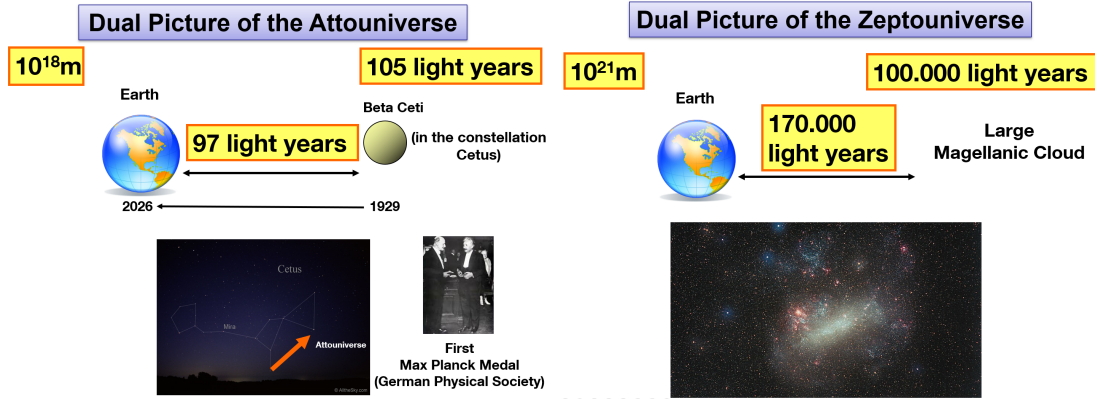 Dual Picture of the Attouniverse
10¹⁸m
105 light years
Earth
Beta Ceti
97 light years
(in the constellation
Cetus)
2026
1929
Cetus
Mira
Attouniverse
© AlltheSky.com
First
Max Planck Medal
(German Physical Society)
Dual Picture of the Zeptouniverse
10²¹m
100.000 light years
Earth
170.000
light years
Large
Magellanic Cloud